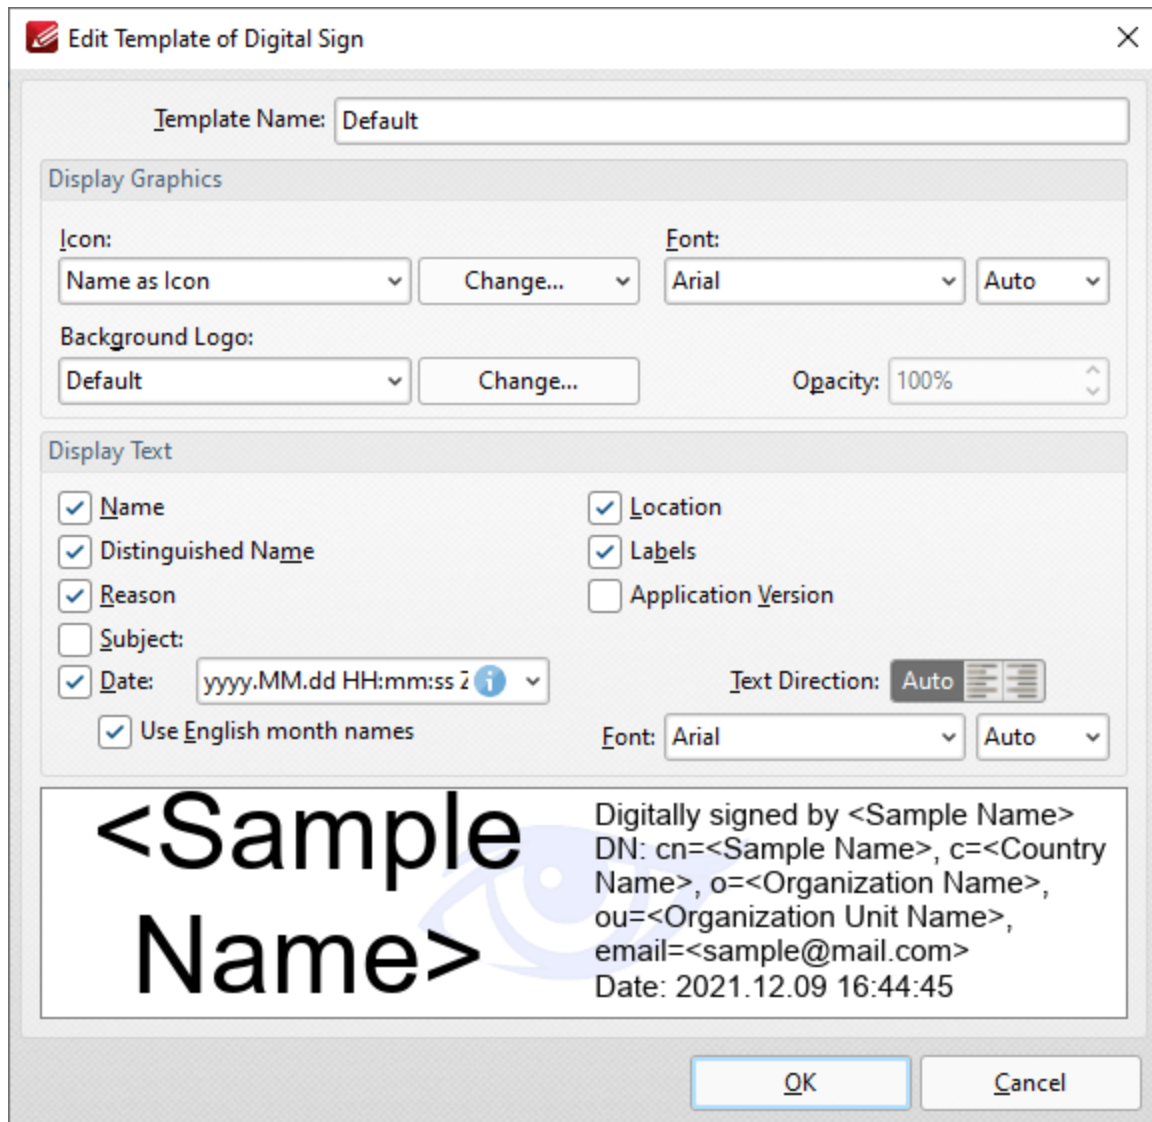 Edit Template of Digital Sign
Template Name: Default
Display Graphics
Icon: Font:
Name as Icon Change... Arial Auto
Background Logo:
Default Change... Opacity: 100%
Display Text
Name Location
Distinguished Name Labels
Reason Application Version
Subject:
Date: yyyy.MM.dd HH:mm:ss Text Direction: Auto
Use English month names Font: Arial Auto
<Sample
Name>
Digitally signed by <Sample Name>
DN: cn=<Sample Name>, c=<Country
Name>, o=<Organization Name>,
ou=<Organization Unit Name>,
email=<sample@mail.com>
Date: 2021.12.09 16:44:45
OK Cancel